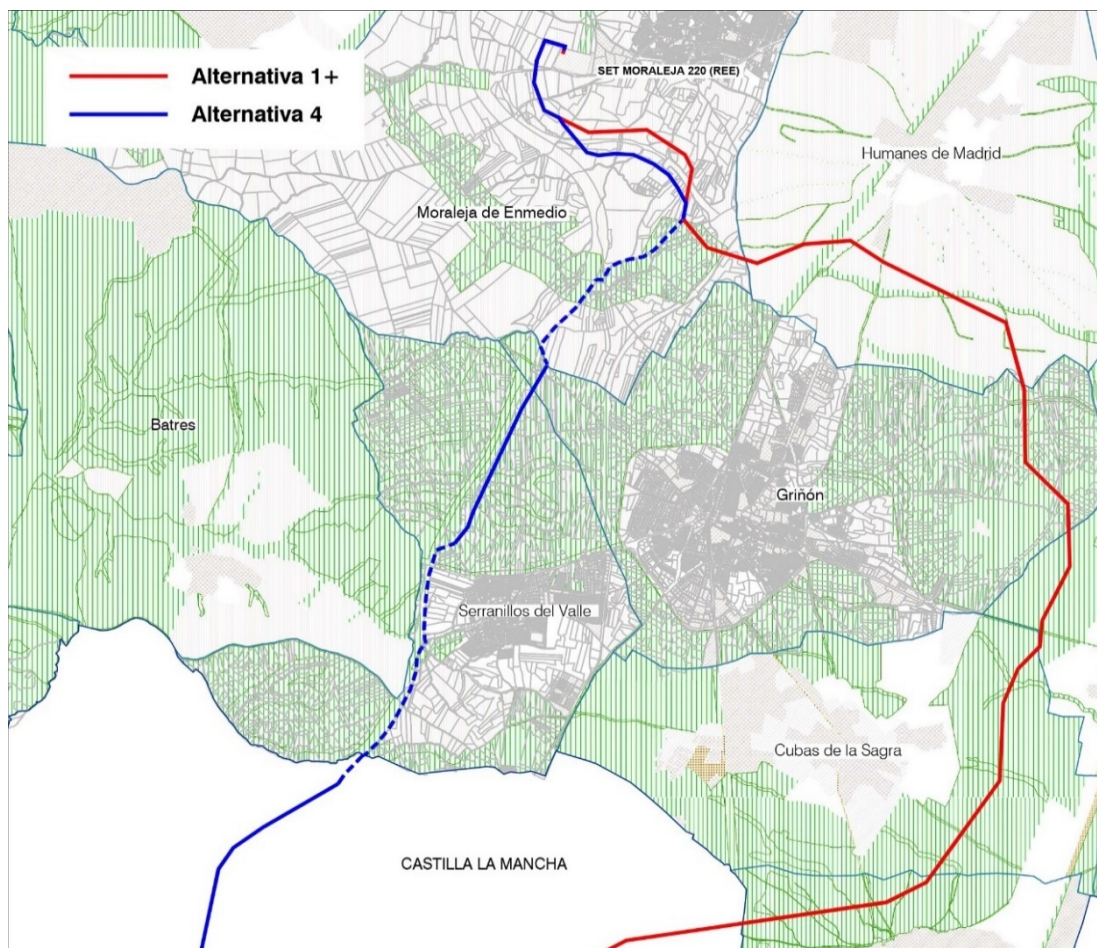 Alternativa 1+
Alternativa 4
SET MORALEJA 220 (REE)
Humanes de Madrid
Moraleja de Enmedio
Batres
Griñón
Serranillos del Valle
Cubas de la Sagra
CASTILLA LA MANCHA